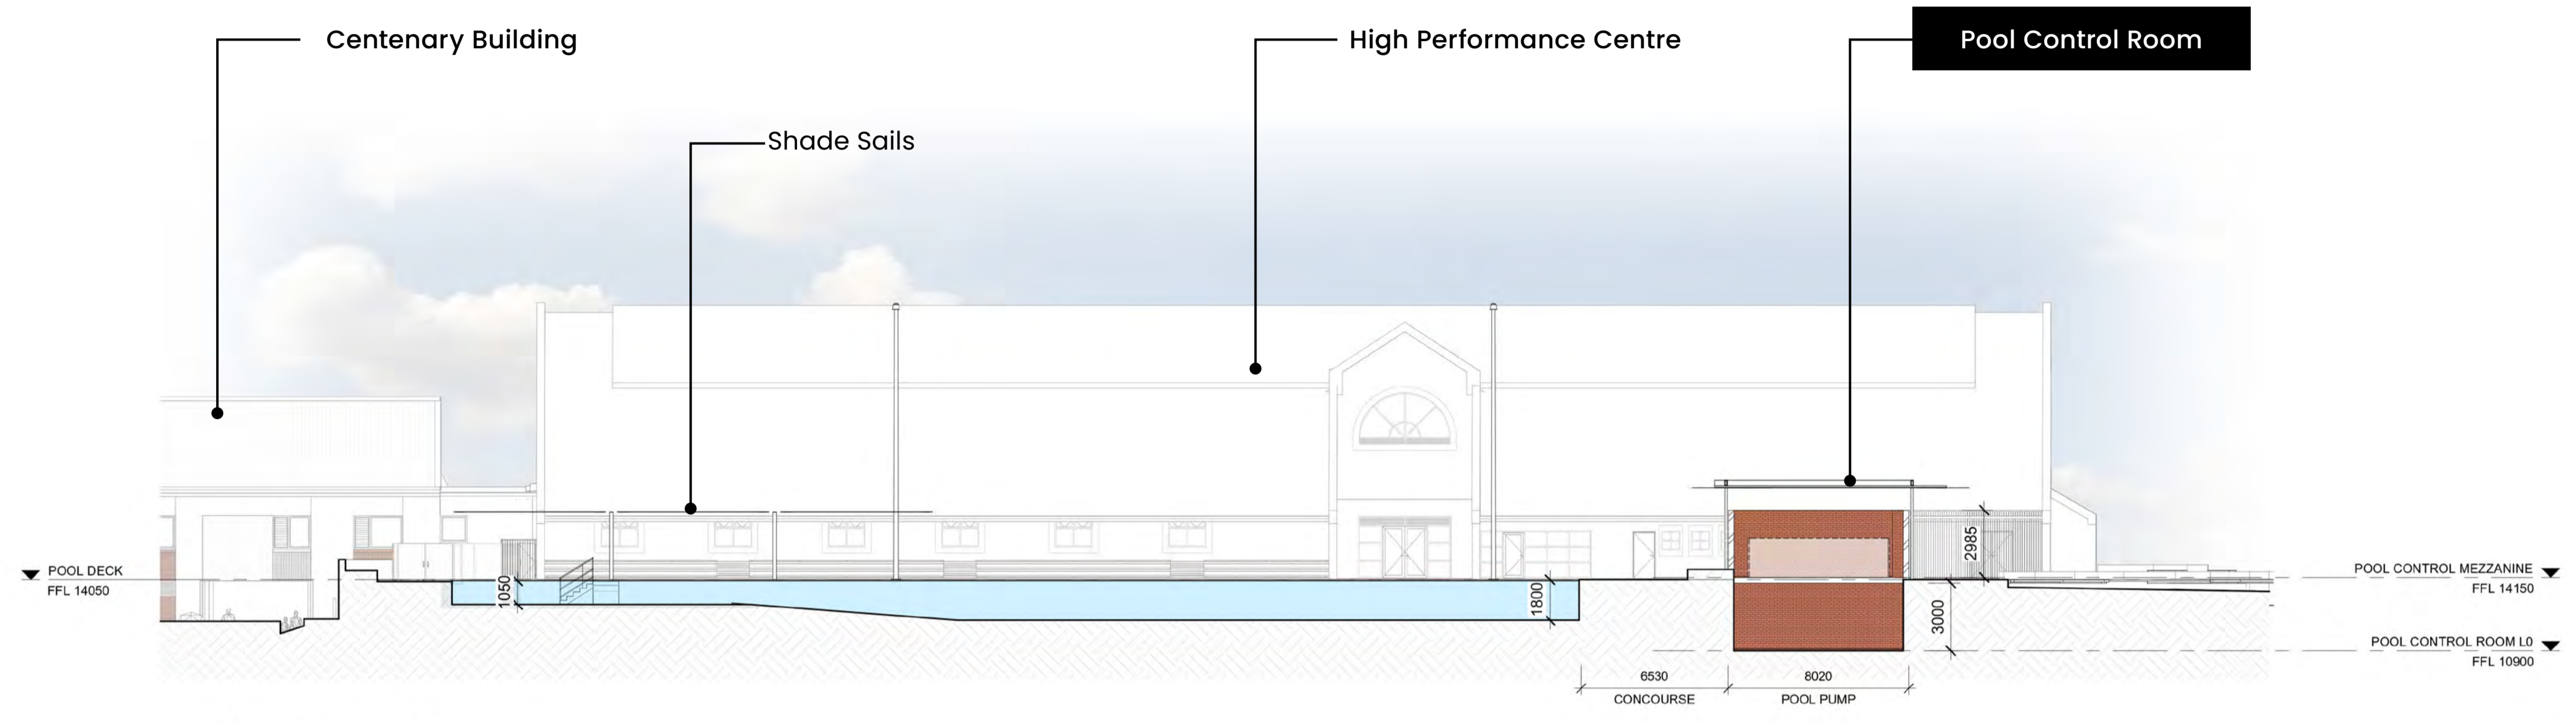 Centenary Building
High Performance Centre
Pool Control Room
Shade Sails
2985
POOL DECK
FFL 14050
1050
1800
3000
POOL CONTROL MEZZANINE
FFL 14150
POOL CONTROL ROOM L0
FFL 10900
6530
8020
CONCOURSE
POOL PUMP